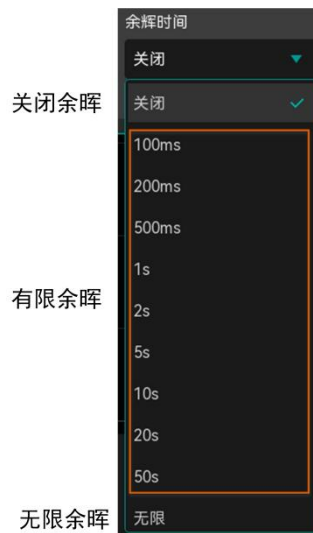 余辉时间
关闭
关闭余晖
关闭
100ms
200ms
500ms
1s
有限余晖
2s
5s
10s
20s
50s
无限余晖
无限